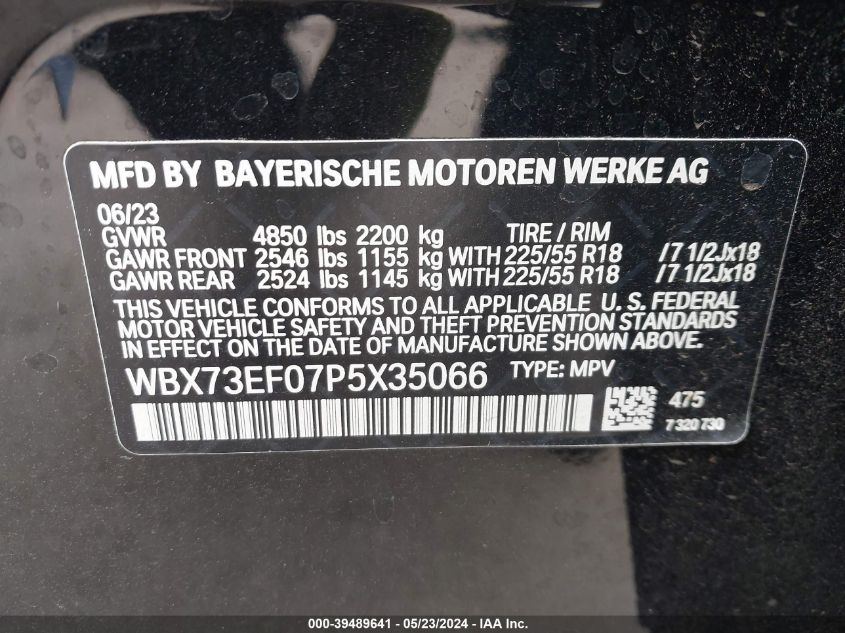 MFD BY BAYERISCHE MOTOREN WERKE AG
06/23
GVWR 4850 lbs 2200 kg TIRE / RIM
GAWR FRONT 2546 lbs 1155 kg WITH 225/55 R18 /7 1/2Jx18
GAWR REAR 2524 lbs 1145 kg WITH 225/55 R18 /7 1/2Jx18
THIS VEHICLE CONFORMS TO ALL APPLICABLE U.S. FEDERAL
MOTOR VEHICLE SAFETY AND THEFT PREVENTION STANDARDS
IN EFFECT ON THE DATE OF MANUFACTURE SHOWN ABOVE.
WBX73EF07P5X35066 TYPE: MPV
475
7 320 730
000-39489641 / 05/23/2024 - IAA Inc.